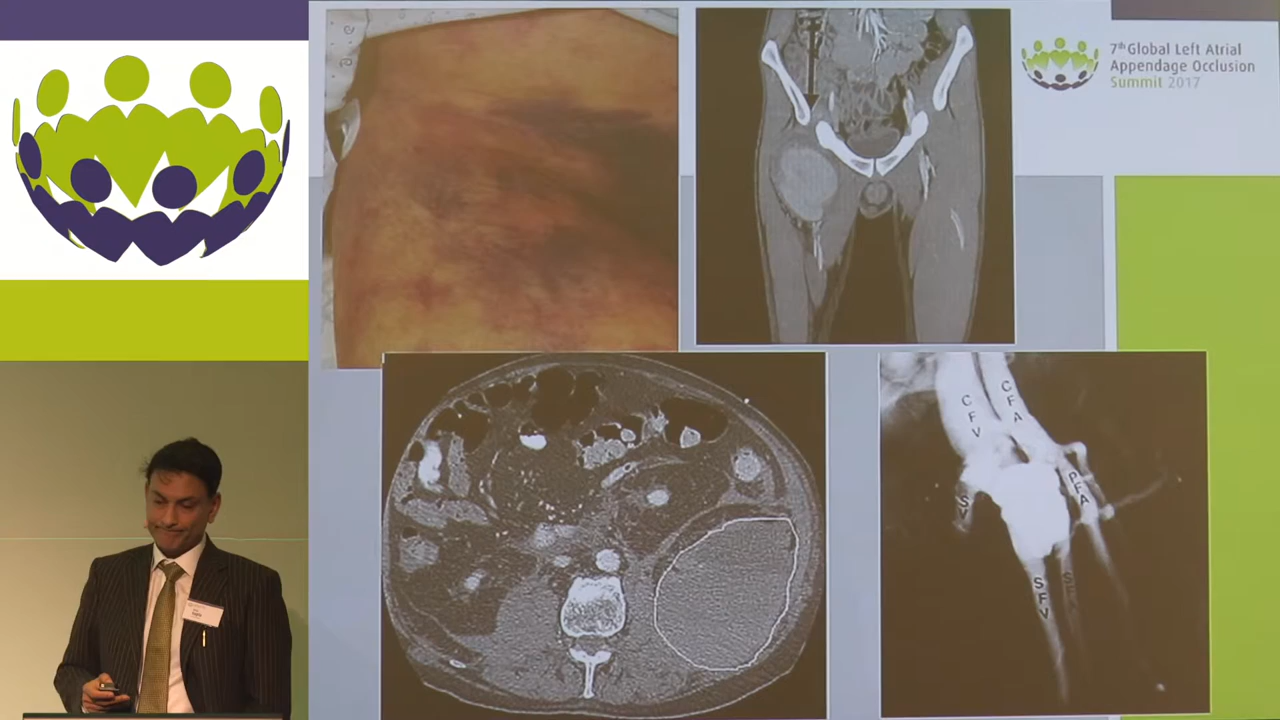 7th Global Left Atrial
Appendage Occlusion
Summit 2017
CFV
CFA
PFA
SV
SFV